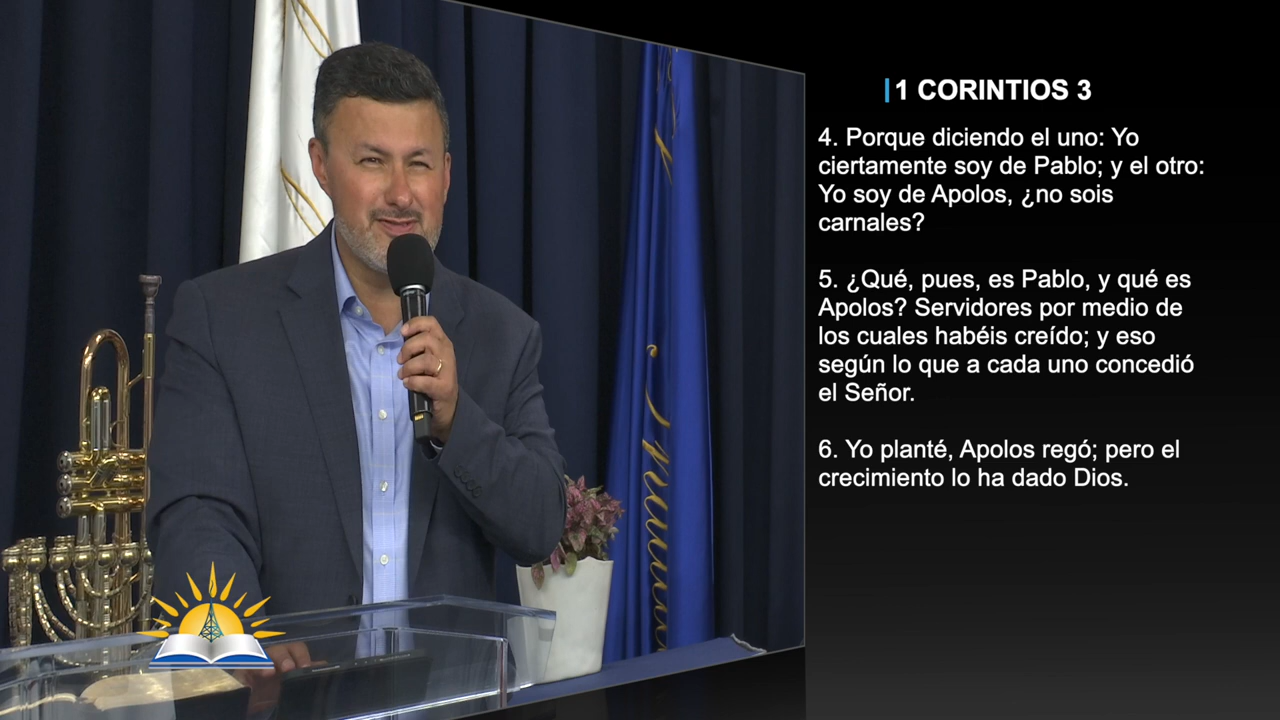 1 CORINTIOS 3
4. Porque diciendo el uno: Yo
ciertamente soy de Pablo; y el otro:
Yo soy de Apolos, ¿no sois
carnales?
5. ¿Qué, pues, es Pablo, y qué es
Apolos? Servidores por medio de
los cuales habéis creído; y eso
según lo que a cada uno concedió
el Señor.
6. Yo planté, Apolos regó; pero el
crecimiento lo ha dado Dios.